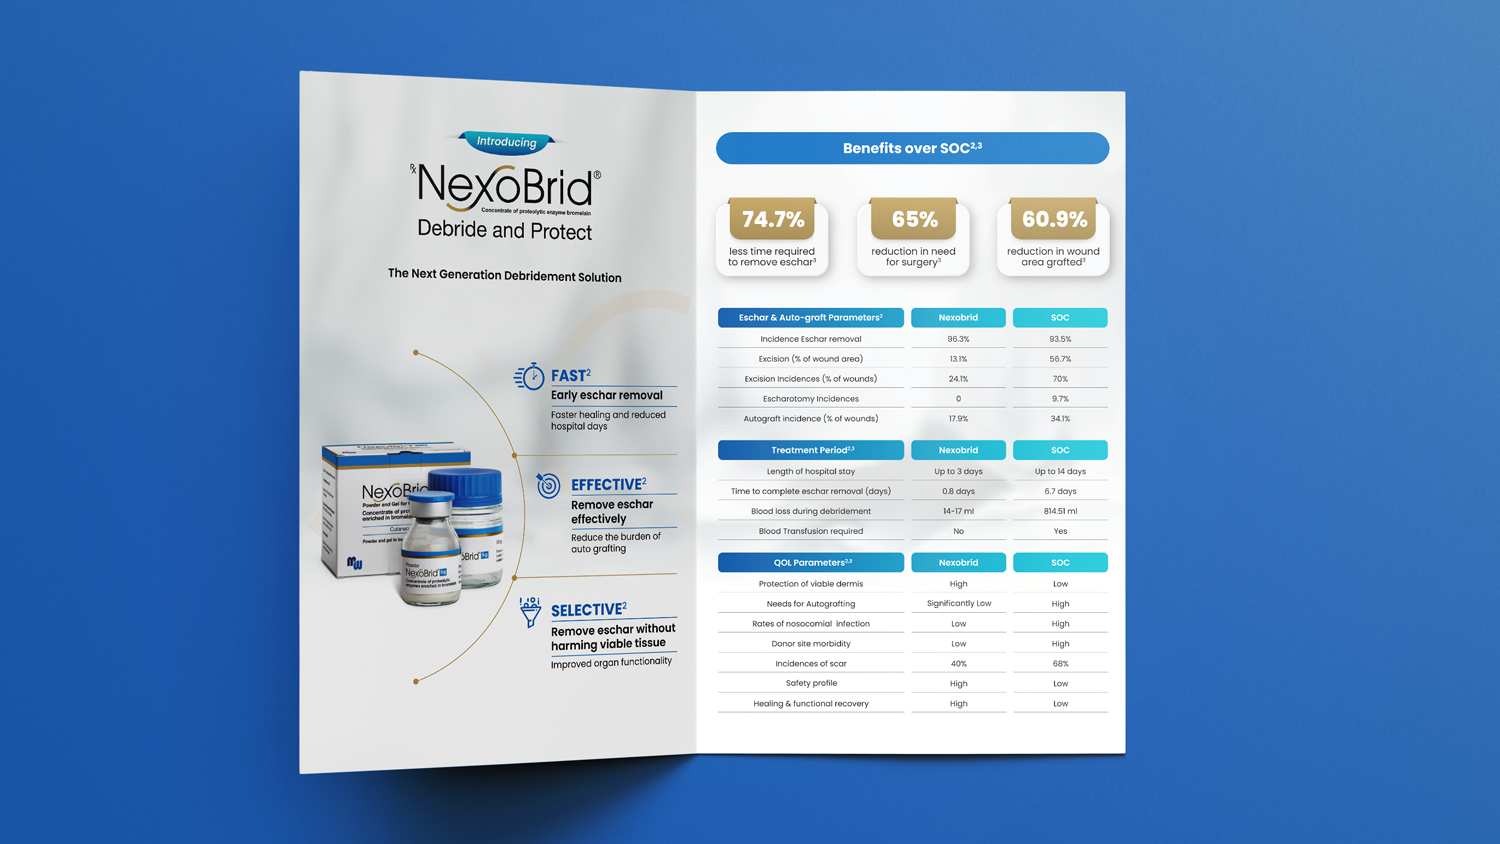 Introducing
℞ NexoBrid®
Concentrate of proteolytic enzyme bromelain
Debride and Protect
The Next Generation Debridement Solution
FAST²
Early eschar removal
Faster healing and reduced
hospital days
EFFECTIVE²
Remove eschar
effectively
Reduce the burden of
auto grafting
SELECTIVE²
Remove eschar without
harming viable tissue
Improved organ functionality
NexoBrid
Powder and Gel for
Concentrate of
enriched in
MW
Powder
NexoBrid 5g
Concentrate of proteolytic
enzymes enriched in bromelain
Benefits over SOC²,³
74.7%
less time required
to remove eschar³
65%
reduction in need
for surgery³
60.9%
reduction in wound
area grafted³
Eschar & Auto-graft Parameters² Nexobrid SOC
Incidence Eschar removal 96.3% 93.5%
Excision (% of wound area) 13.1% 56.7%
Excision Incidences (% of wounds) 24.1% 70%
Escharotomy Incidences 0 9.7%
Autograft incidence (% of wounds) 17.9% 34.1%
Treatment Period²,³ Nexobrid SOC
Length of hospital stay Up to 3 days Up to 14 days
Time to complete eschar removal (days) 0.8 days 6.7 days
Blood loss during debridement 14-17 ml 814.51 ml
Blood Transfusion required No Yes
QOL Parameters²,³ Nexobrid SOC
Protection of viable dermis High Low
Needs for Autografting Significantly Low High
Rates of nosocomial infection Low High
Donor site morbidity Low High
Incidences of scar 40% 68%
Safety profile High Low
Healing & functional recovery High Low